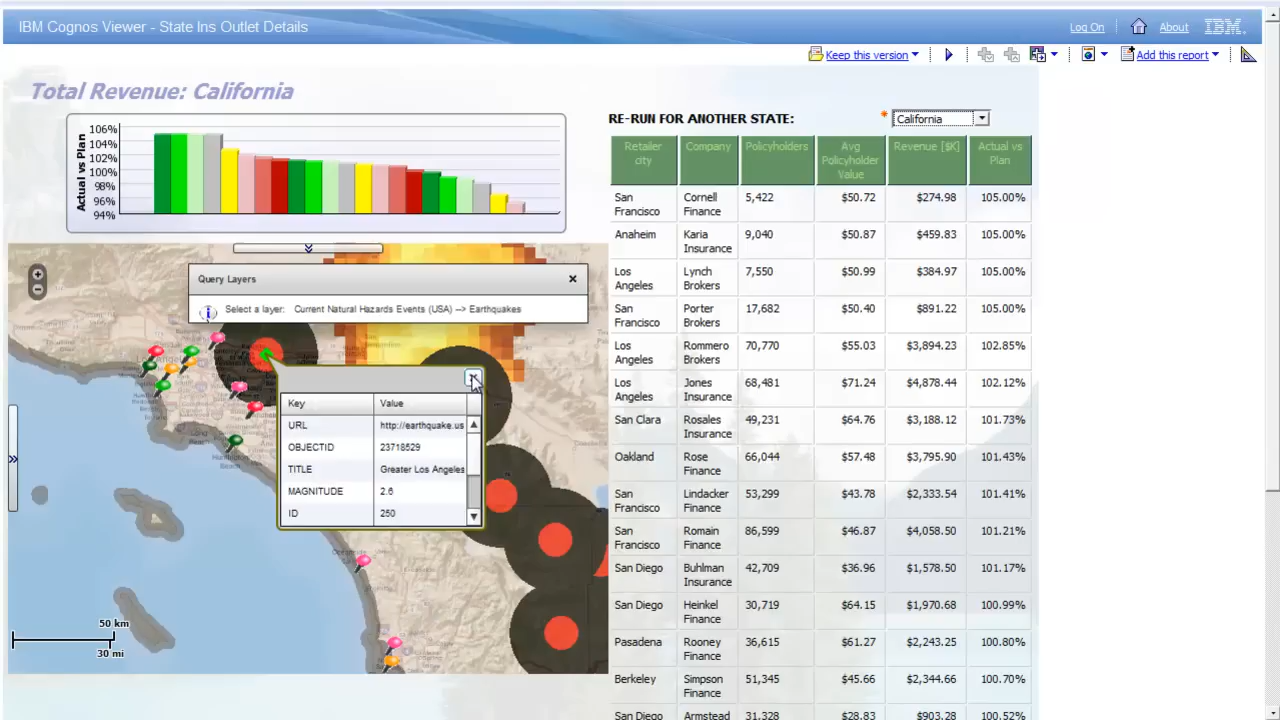 IBM Cognos Viewer - State Ins Outlet Details
Log On
About
IBM.
Keep this version
Add this report
Total Revenue: California
RE-RUN FOR ANOTHER STATE:
* California
Actual vs Plan
106%
104%
102%
100%
98%
96%
94%
Query Layers
Select a layer: Current Natural Hazards Events (USA) --> Earthquakes
Key Value
URL http://earthquake.us
OBJECTID 23718529
TITLE Greater Los Angeles
MAGNITUDE 2.6
ID 250
50 km
30 mi
Retailer city Company Policyholders Avg Policyholder Value Revenue [$K] Actual vs Plan
San Francisco Cornell Finance 5,422 $50.72 $274.98 105.00%
Anaheim Karia Insurance 9,040 $50.87 $459.83 105.00%
Los Angeles Lynch Brokers 7,550 $50.99 $384.97 105.00%
San Francisco Porter Brokers 17,682 $50.40 $891.22 105.00%
Los Angeles Rommero Brokers 70,770 $55.03 $3,894.23 102.85%
Los Angeles Jones Insurance 68,481 $71.24 $4,878.44 102.12%
San Clara Rosales Insurance 49,231 $64.76 $3,188.12 101.73%
Oakland Rose Finance 66,044 $57.48 $3,795.90 101.43%
San Francisco Lindacker Finance 53,299 $43.78 $2,333.54 101.41%
San Francisco Romain Finance 86,599 $46.87 $4,058.50 101.21%
San Diego Buhlman Insurance 42,709 $36.96 $1,578.50 101.17%
San Diego Heinkel Finance 30,719 $64.15 $1,970.68 100.99%
Pasadena Rooney Finance 36,615 $61.27 $2,243.25 100.80%
Berkeley Simpson Finance 51,345 $45.66 $2,344.66 100.70%
San Diego Armstead 31,328 $28.83 $903.28 100.52%